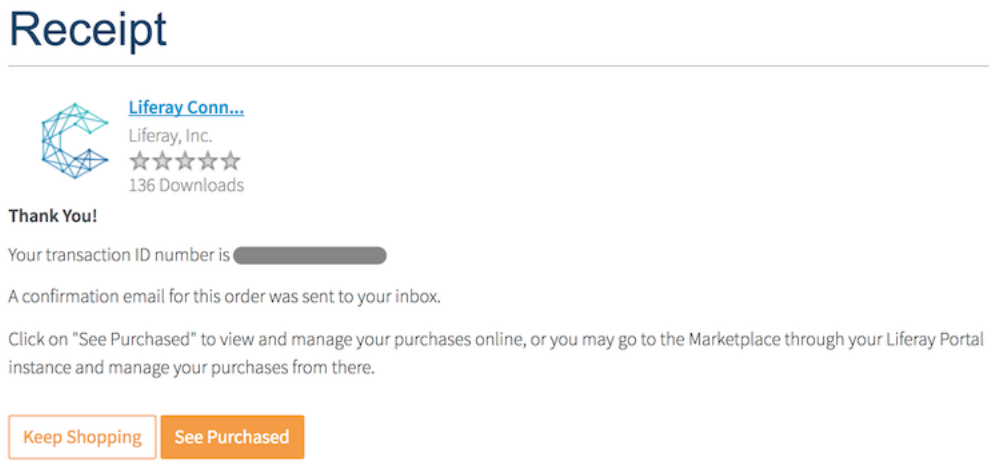 Receipt
Liferay Conn...
Liferay, Inc.
136 Downloads
Thank You!
Your transaction ID number is
A confirmation email for this order was sent to your inbox.
Click on "See Purchased" to view and manage your purchases online, or you may go to the Marketplace through your Liferay Portal
instance and manage your purchases from there.
Keep Shopping See Purchased